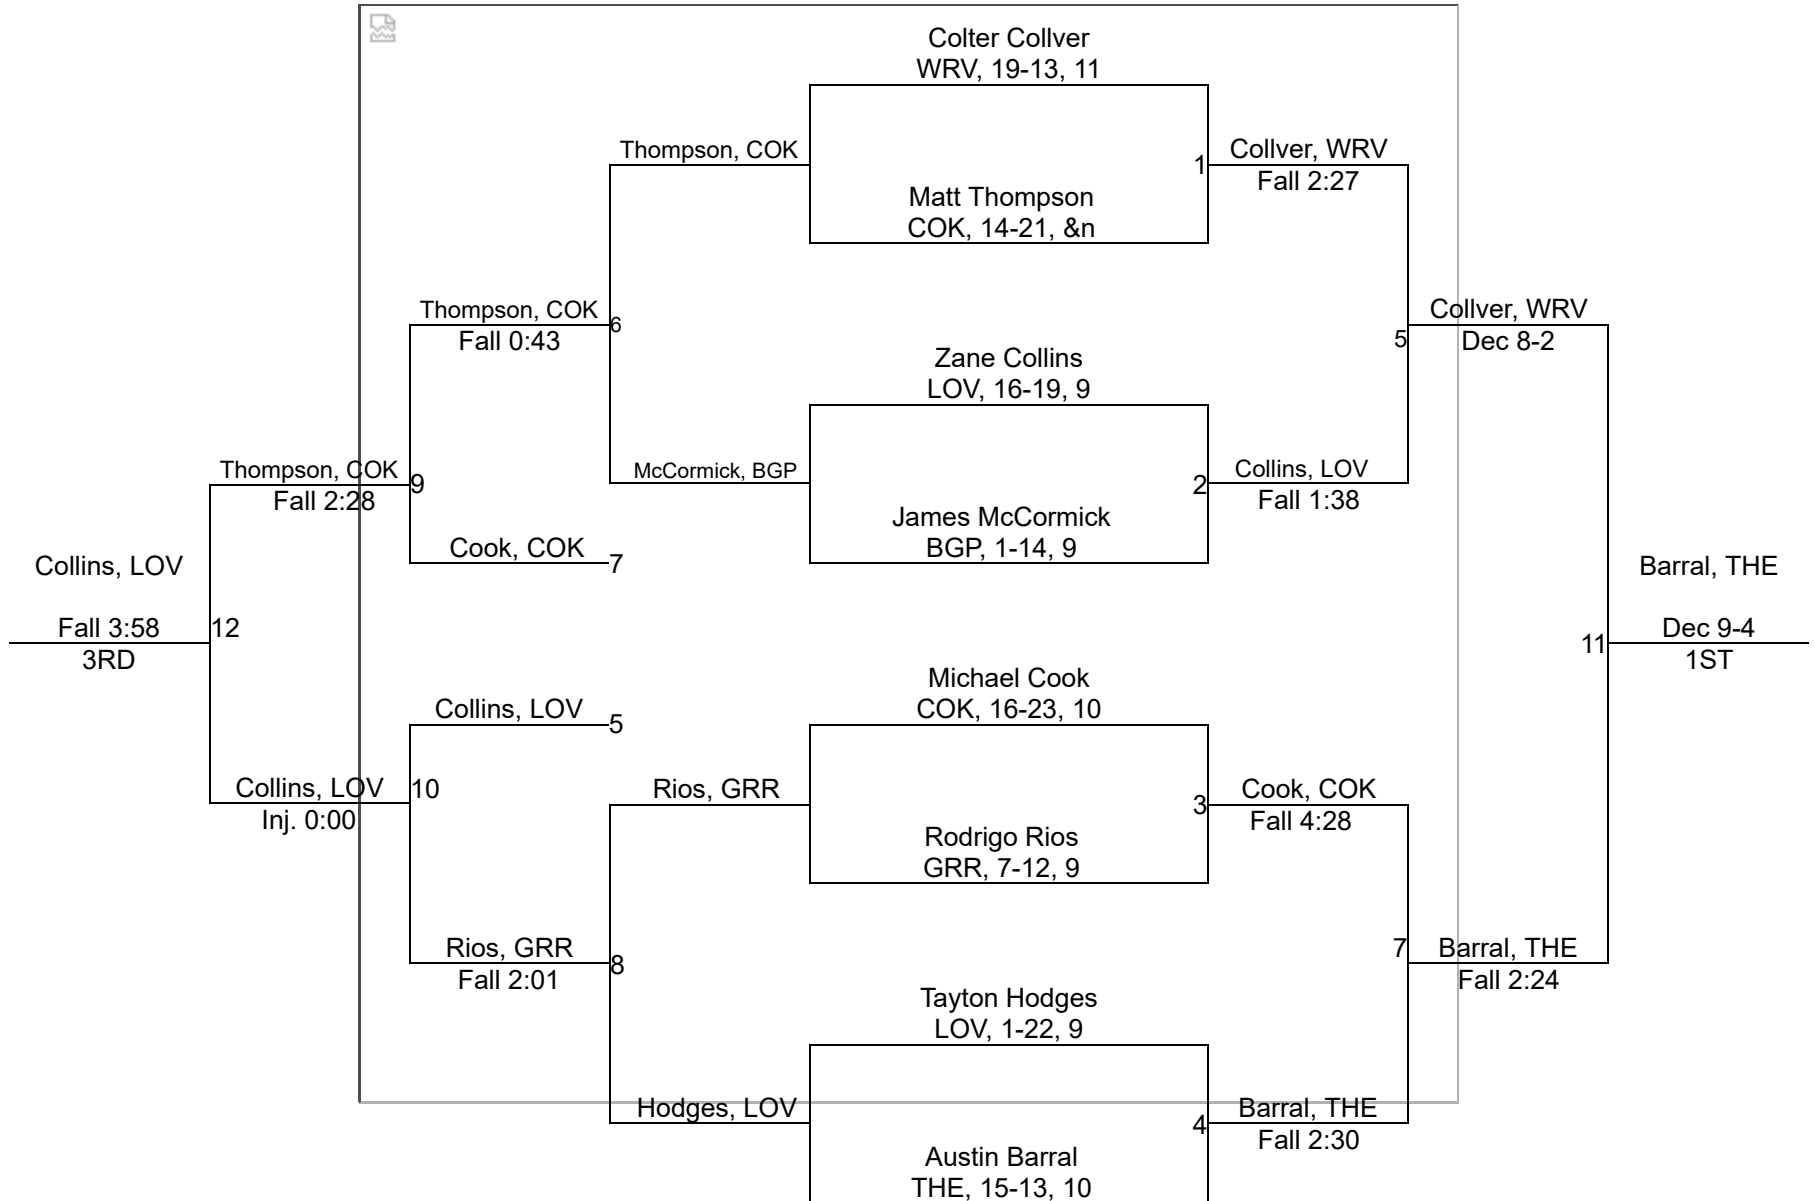 Colter Collver
WRV, 19-13, 11
Thompson, COK
1
Collver, WRV
Fall 2:27
Matt Thompson
COK, 14-21, &n
Thompson, COK
Fall 0:43
6
Collver, WRV
Dec 8-2
5
Zane Collins
LOV, 16-19, 9
Thompson, COK
Fall 2:28
9
McCormick, BGP
2
Collins, LOV
Fall 1:38
James McCormick
BGP, 1-14, 9
Cook, COK
7
Collins, LOV
Fall 3:58
3RD
12
Barral, THE
Dec 9-4
1ST
11
Michael Cook
COK, 16-23, 10
Collins, LOV
5
Collins, LOV
Inj. 0:00
10
Rios, GRR
3
Cook, COK
Fall 4:28
Rodrigo Rios
GRR, 7-12, 9
Rios, GRR
Fall 2:01
8
7
Barral, THE
Fall 2:24
Tayton Hodges
LOV, 1-22, 9
Hodges, LOV
4
Barral, THE
Fall 2:30
Austin Barral
THE, 15-13, 10